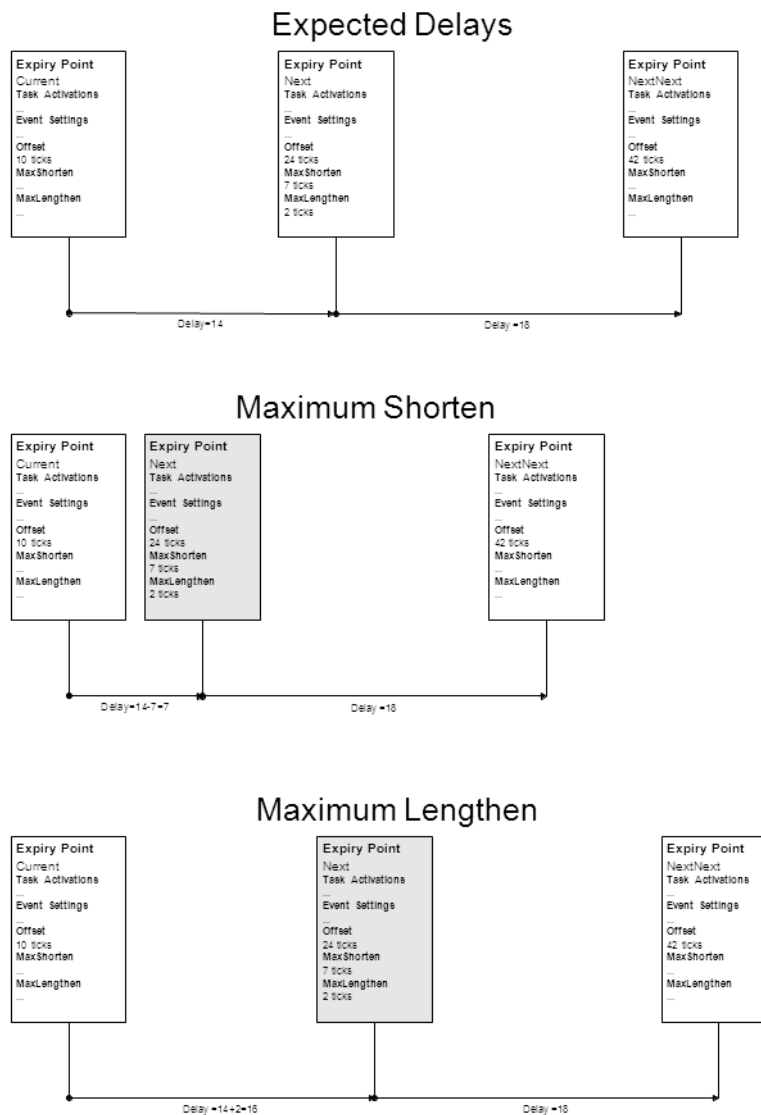 Expected Delays
Expiry Point
Current
Task Activations
...
Event Settings
...
Offset
10 ticks
MaxShorten
...
MaxLengthen
...
Expiry Point
Next
Task Activations
...
Event Settings
...
Offset
24 ticks
MaxShorten
7 ticks
MaxLengthen
2 ticks
Expiry Point
NextNext
Task Activations
...
Event Settings
...
Offset
42 ticks
MaxShorten
...
MaxLengthen
...
Delay=14
Delay =18
Maximum Shorten
Expiry Point
Current
Task Activations
...
Event Settings
...
Offset
10 ticks
MaxShorten
...
MaxLengthen
...
Expiry Point
Next
Task Activations
...
Event Settings
...
Offset
24 ticks
MaxShorten
7 ticks
MaxLengthen
2 ticks
Expiry Point
NextNext
Task Activations
...
Event Settings
...
Offset
42 ticks
MaxShorten
...
MaxLengthen
...
Delay=14-7=7
Delay =18
Maximum Lengthen
Expiry Point
Current
Task Activations
...
Event Settings
...
Offset
10 ticks
MaxShorten
...
MaxLengthen
...
Expiry Point
Next
Task Activations
...
Event Settings
...
Offset
24 ticks
MaxShorten
7 ticks
MaxLengthen
2 ticks
Expiry Point
NextNext
Task Activations
...
Event Settings
...
Offset
42 ticks
MaxShorten
...
MaxLengthen
...
Delay =14+2=16
Delay =18